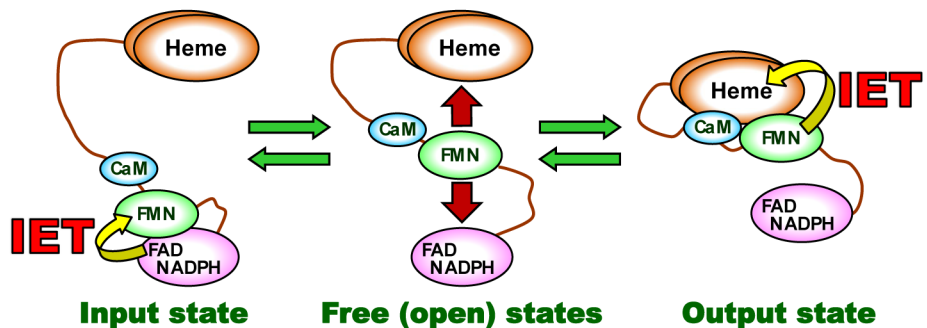 Heme
CaM
FMN
IET
FAD
NADPH
Input state
Heme
CaM
FMN
FAD
NADPH
Free (open) states
Heme
IET
CaM
FMN
FAD
NADPH
Output state